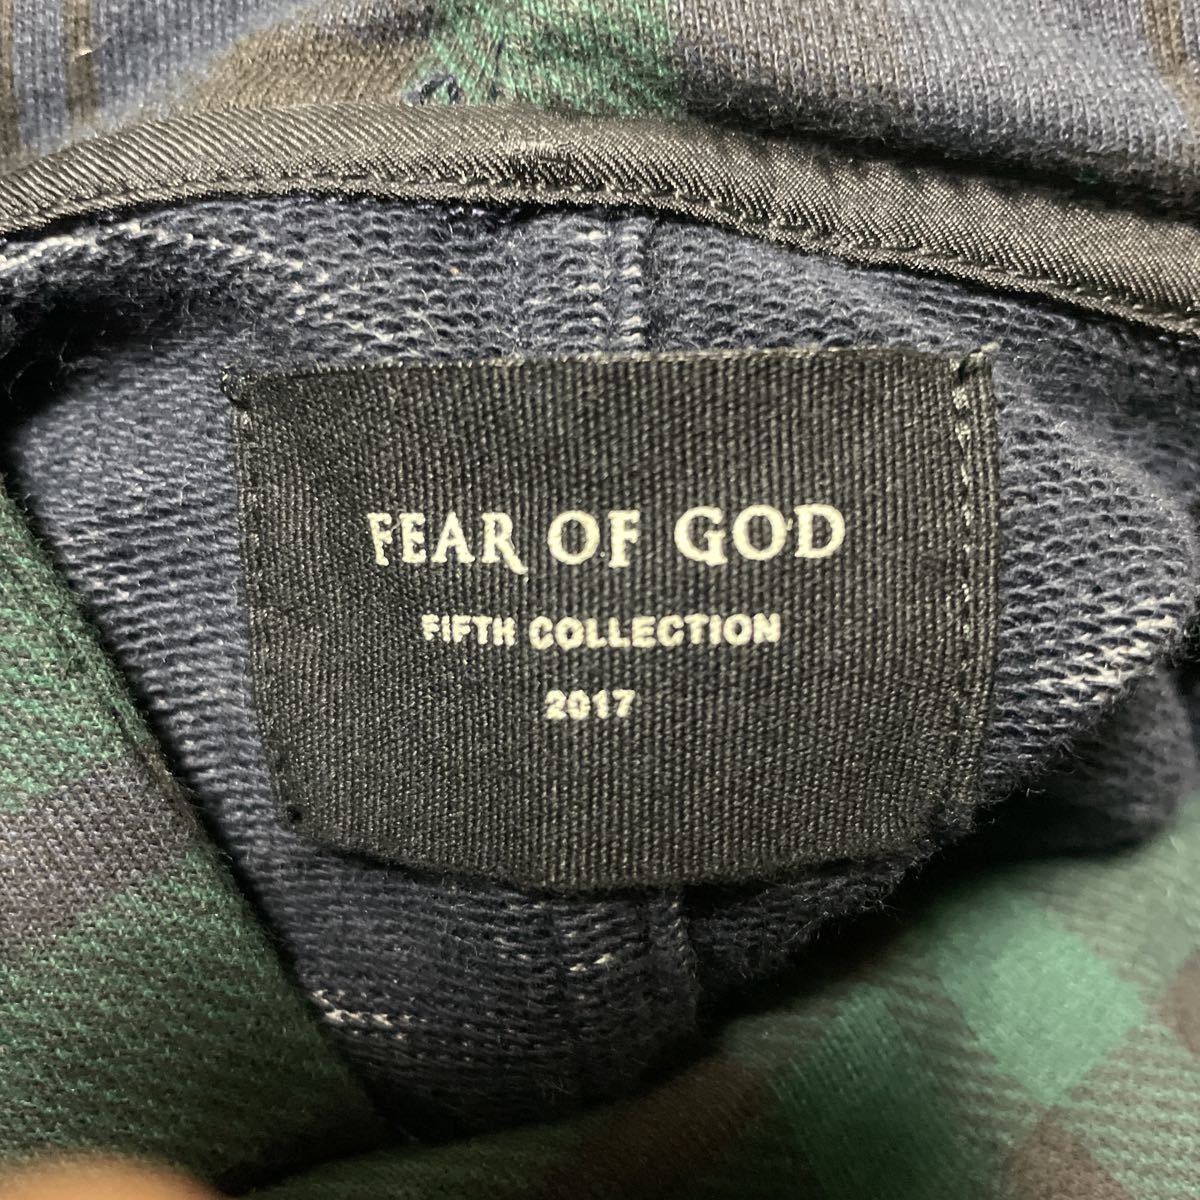 FEAR OF GOD
FIFTH COLLECTION
2017